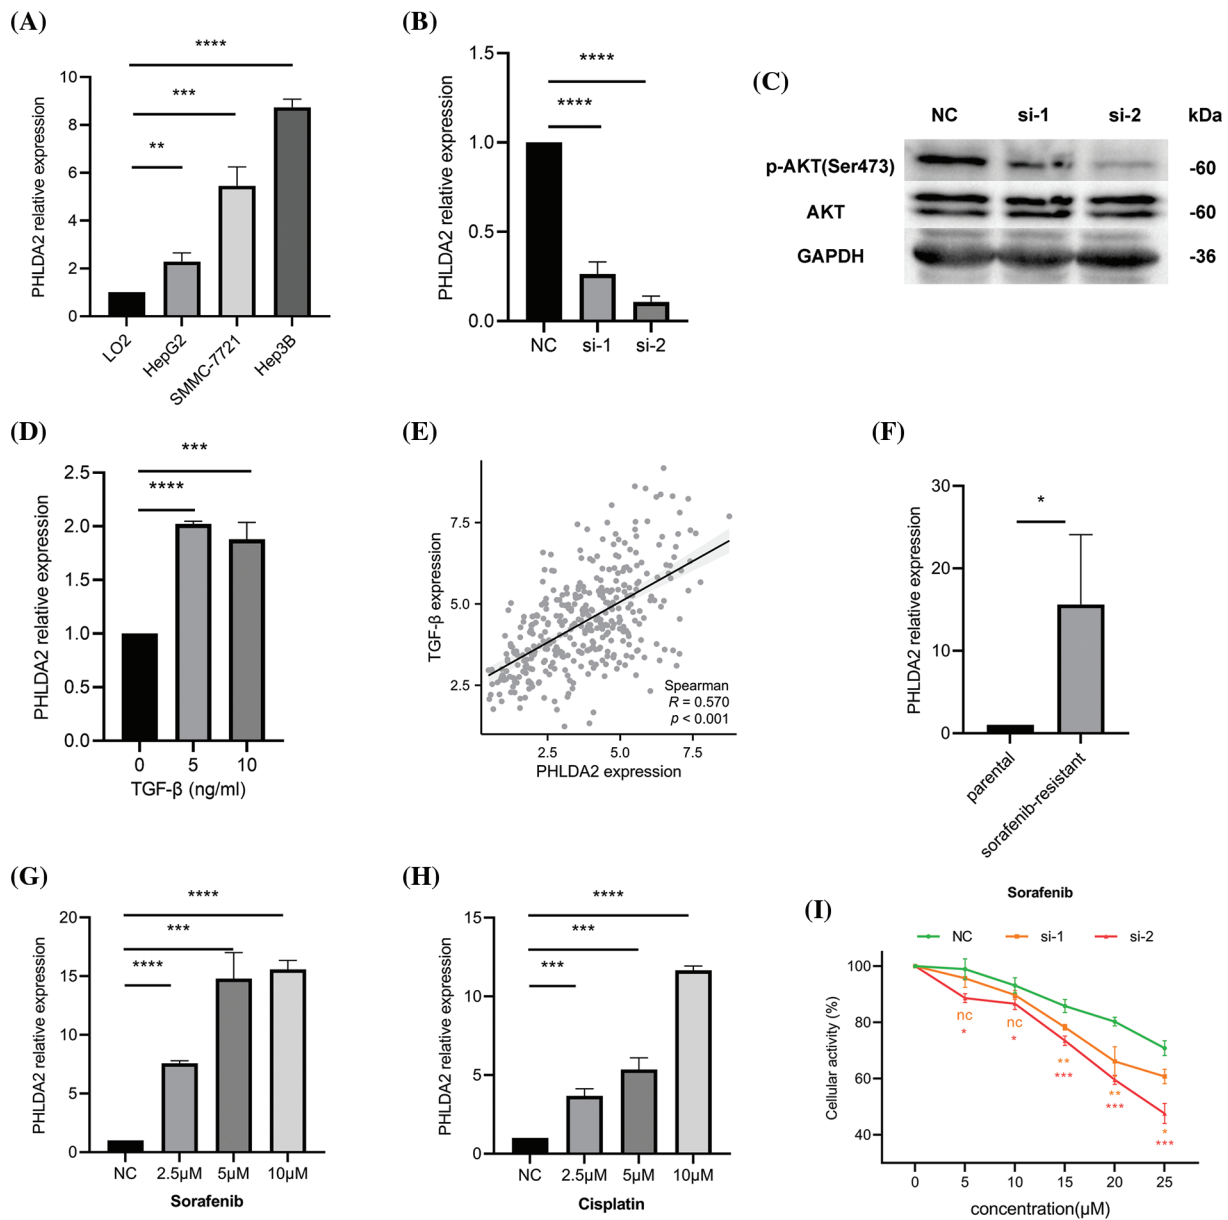 (A)
****
***
**
PHLDA2 relative expression
10
8
6
4
2
0
LO2
HepG2
SMMC-7721
Hep3B
(B)
****
****
PHLDA2 relative expression
1.5
1.0
0.5
0.0
NC si-1 si-2
(C)
NC si-1 si-2 kDa
p-AKT(Ser473) -60
AKT -60
GAPDH -36
(D)
***
****
PHLDA2 relative expression
2.5
2.0
1.5
1.0
0.5
0.0
0 5 10
TGF-β (ng/ml)
(E)
TGF-β expression
7.5
5.0
2.5
Spearman
R = 0.570
p < 0.001
2.5 5.0 7.5
PHLDA2 expression
(F)
*
PHLDA2 relative expression
30
20
10
0
parental
sorafenib-resistant
(G)
****
***
****
PHLDA2 relative expression
20
15
10
5
0
NC 2.5μM 5μM 10μM
Sorafenib
(H)
****
***
***
PHLDA2 relative expression
15
10
5
0
NC 2.5μM 5μM 10μM
Cisplatin
(I)
Sorafenib
NC si-1 si-2
Cellular activity (%)
100
80
60
40
nc
*
nc
*
**
***
**
***
*
***
0 5 10 15 20 25
concentration(μM)